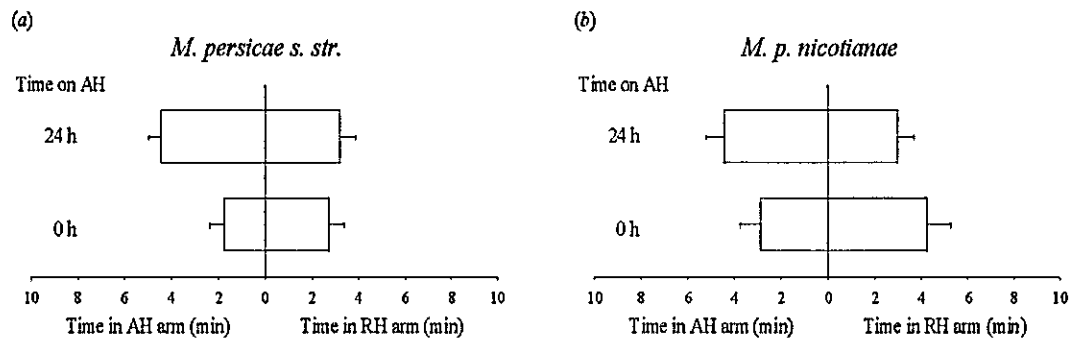 (a)
M. persicae s. str.
Time on AH
24 h
0 h
10 8 6 4 2 0 2 4 6 8 10
Time in AH arm (min) Time in RH arm (min)
(b)
M. p. nicotianae
Time on AH
24 h
0 h
10 8 6 4 2 0 2 4 6 8 10
Time in AH arm (min) Time in RH arm (min)